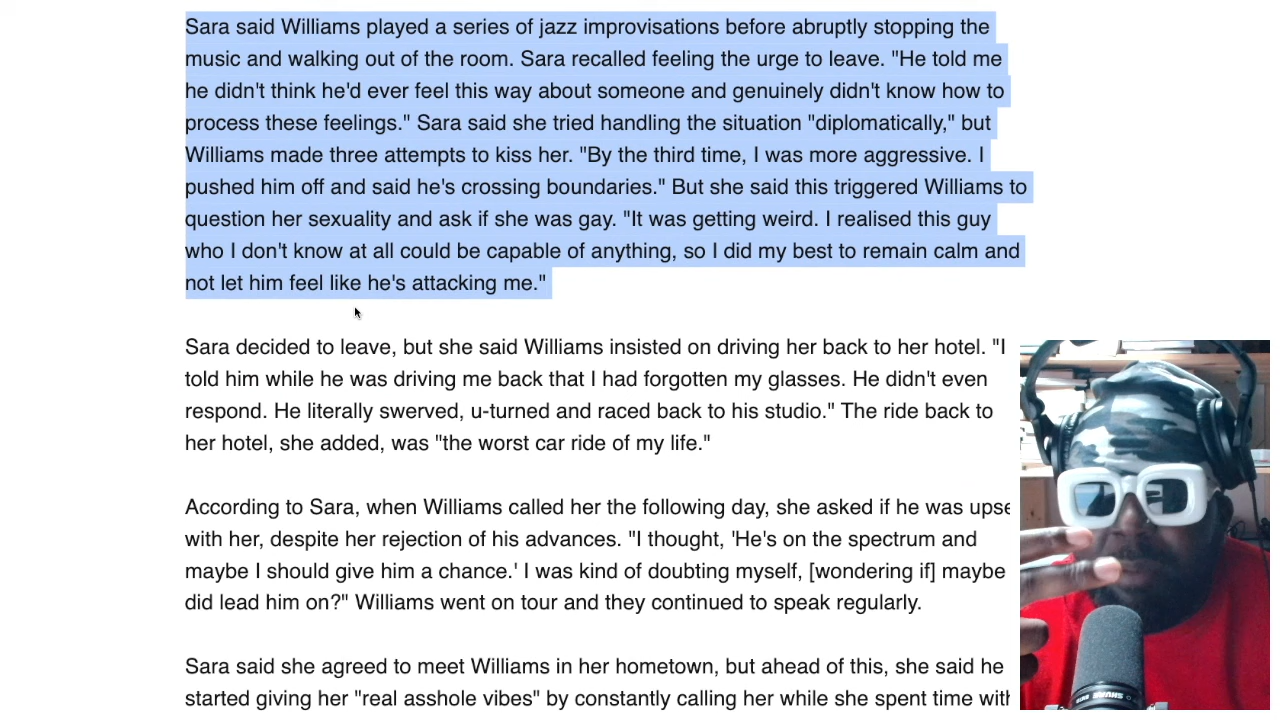 Sara said Williams played a series of jazz improvisations before abruptly stopping the
music and walking out of the room. Sara recalled feeling the urge to leave. "He told me
he didn't think he'd ever feel this way about someone and genuinely didn't know how to
process these feelings." Sara said she tried handling the situation "diplomatically," but
Williams made three attempts to kiss her. "By the third time, I was more aggressive. I
pushed him off and said he's crossing boundaries." But she said this triggered Williams to
question her sexuality and ask if she was gay. "It was getting weird. I realised this guy
who I don't know at all could be capable of anything, so I did my best to remain calm and
not let him feel like he's attacking me."
Sara decided to leave, but she said Williams insisted on driving her back to her hotel. "I
told him while he was driving me back that I had forgotten my glasses. He didn't even
respond. He literally swerved, u-turned and raced back to his studio." The ride back to
her hotel, she added, was "the worst car ride of my life."
According to Sara, when Williams called her the following day, she asked if he was upse
with her, despite her rejection of his advances. "I thought, 'He's on the spectrum and
maybe I should give him a chance.' I was kind of doubting myself, [wondering if] maybe
did lead him on?" Williams went on tour and they continued to speak regularly.
Sara said she agreed to meet Williams in her hometown, but ahead of this, she said he
started giving her "real asshole vibes" by constantly calling her while she spent time with
SHURE